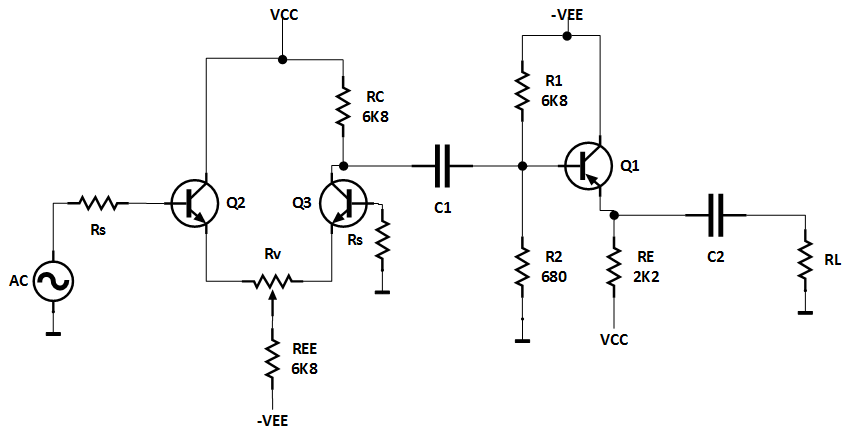 VCC
-VEE
RC
6K8
R1
6K8
Q1
C1
Q2
Q3
Rs
Rs
Rv
R2
680
RE
2K2
C2
RL
AC
VCC
REE
6K8
-VEE